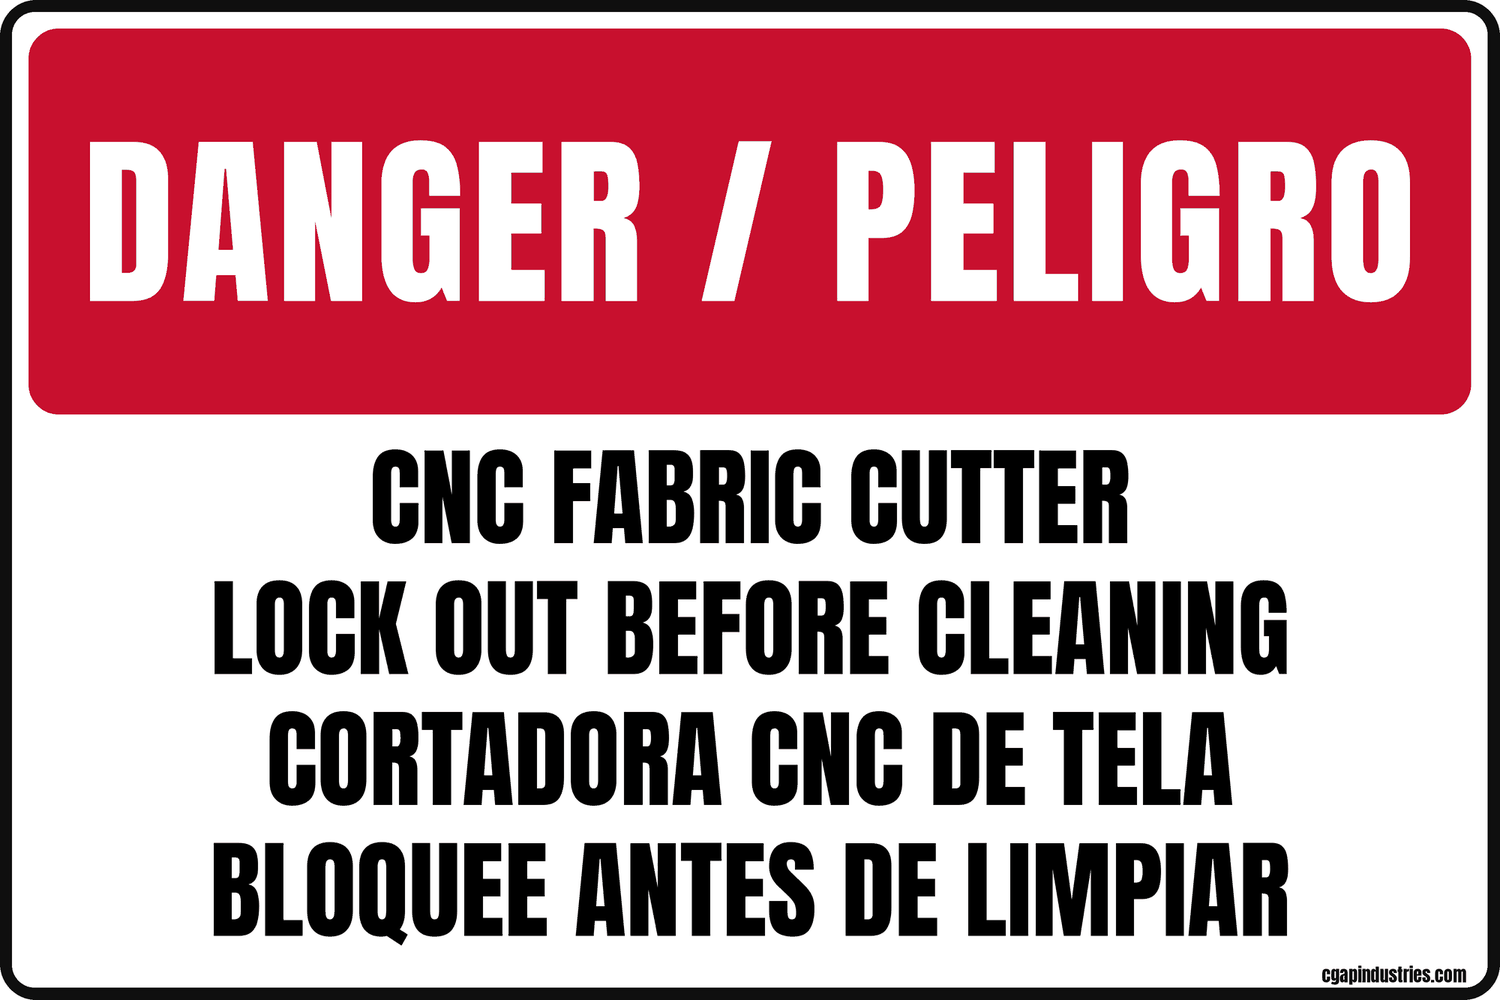 DANGER / PELIGRO
CNC FABRIC CUTTER
LOCK OUT BEFORE CLEANING
CORTADORA CNC DE TELA
BLOQUEE ANTES DE LIMPIAR
cgapindustries.com